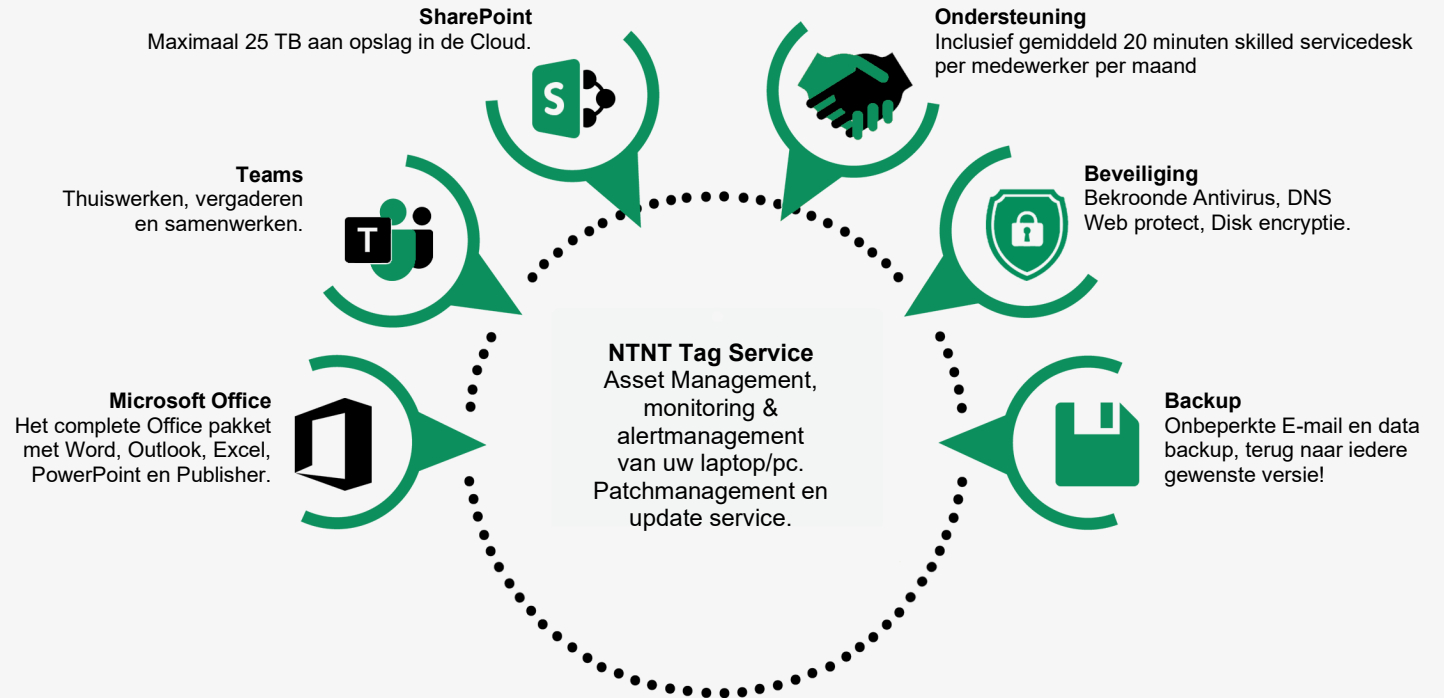 SharePoint
Maximaal 25 TB aan opslag in de Cloud.
S
Ondersteuning
Inclusief gemiddeld 20 minuten skilled servicedesk
per medewerker per maand
Teams
Thuiswerken, vergaderen
en samenwerken.
T
Beveiliging
Bekroonde Antivirus, DNS
Web protect, Disk encryptie.
Microsoft Office
Het complete Office pakket
met Word, Outlook, Excel,
PowerPoint en Publisher.
NTNT Tag Service
Asset Management,
monitoring &
alertmanagement
van uw laptop/pc.
Patchmanagement en
update service.
Backup
Onbeperkte E-mail en data
backup, terug naar iedere
gewenste versie!